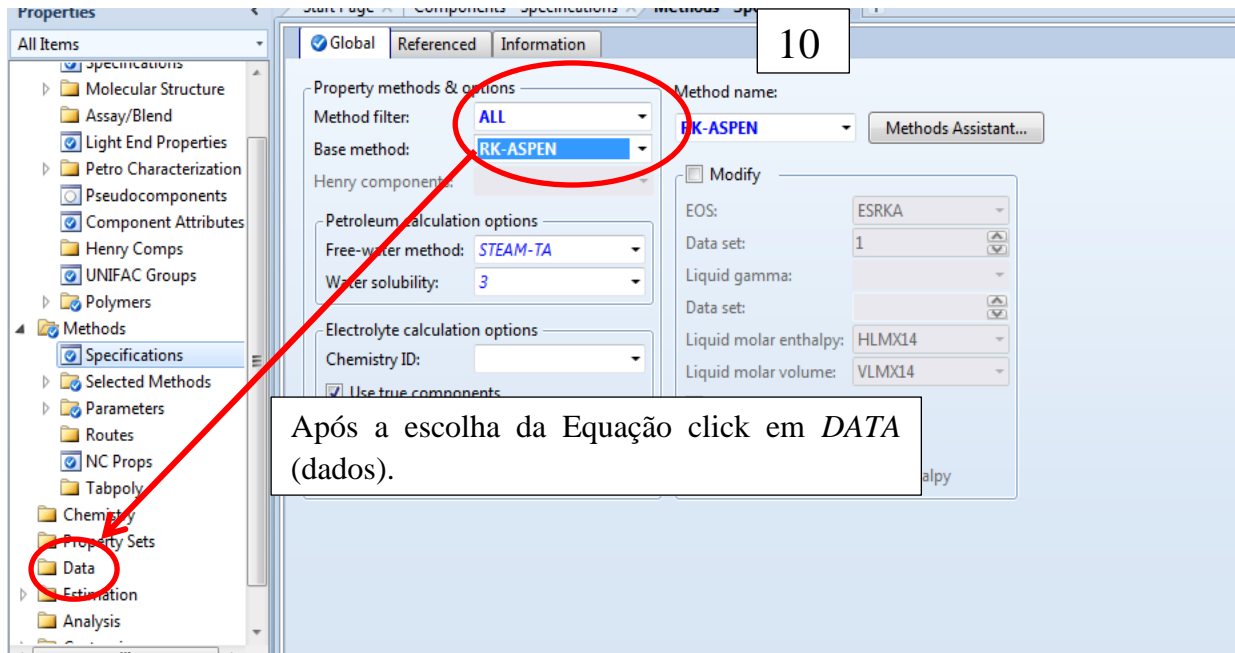 Properties
Start Page
Components - Specifications
Methods - Spe
10
All Items
Specifications
Molecular Structure
Assay/Blend
Light End Properties
Petro Characterization
Pseudocomponents
Component Attributes
Henry Comps
UNIFAC Groups
Polymers
Methods
Specifications
Selected Methods
Parameters
Routes
NC Props
Tabpoly
Chemistry
Property Sets
Data
Estimation
Analysis
Global
Referenced
Information
Property methods & options
Method filter: ALL
Base method: RK-ASPEN
Henry components:
Petroleum calculation options
Free-water method: STEAM-TA
Water solubility: 3
Electrolyte calculation options
Chemistry ID:
Use true components
Method name:
RK-ASPEN
Methods Assistant...
Modify
EOS: ESRKA
Data set: 1
Liquid gamma:
Data set:
Liquid molar enthalpy: HLMX14
Liquid molar volume: VLMX14
alpy
Após a escolha da Equação click em DATA
(dados).